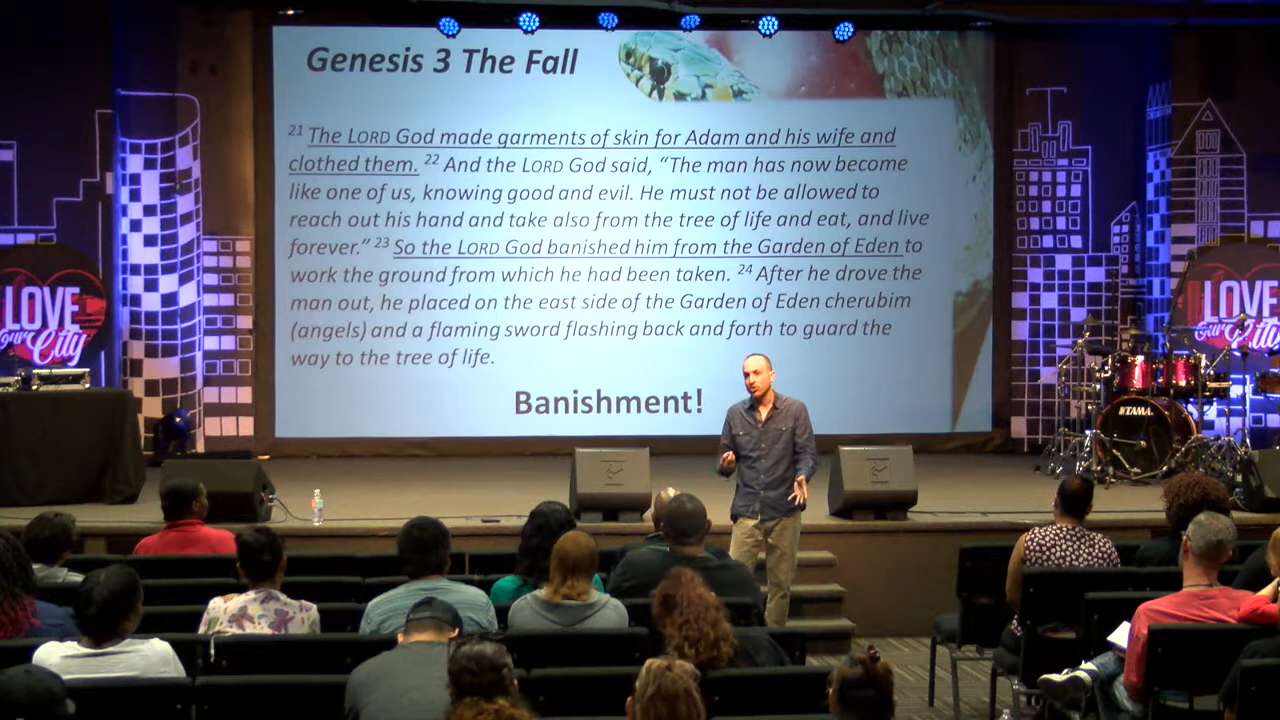 Genesis 3 The Fall
21 The LORD God made garments of skin for Adam and his wife and
clothed them. 22 And the LORD God said, “The man has now become
like one of us, knowing good and evil. He must not be allowed to
reach out his hand and take also from the tree of life and eat, and live
forever.” 23 So the LORD God banished him from the Garden of Eden to
work the ground from which he had been taken. 24 After he drove the
man out, he placed on the east side of the Garden of Eden cherubim
(angels) and a flaming sword flashing back and forth to guard the
way to the tree of life.
Banishment!
LOVE
our City
LOVE
our City
TAMA